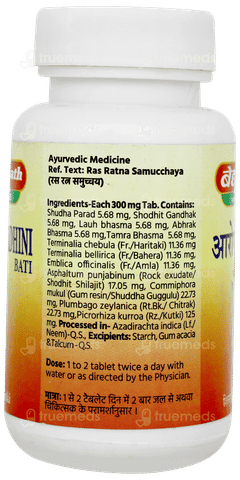 Ayurvedic Medicine
Ref. Text: Ras Ratna Samucchaya
(रस रत्न समुच्चय)
Ingredients-Each 300 mg Tab. Contains:
Shudha Parad 5.68 mg, Shodhit Gandhak
5.68 mg, Lauh bhasma 5.68 mg, Abhrak
Bhasma 5.68 mg, Tamra Bhasma 5.68 mg,
Terminalia chebula (Fr./Haritaki) 11.36 mg
Terminalia bellirica (Fr./Bahera) 11.36 mg,
Emblica officinalis (Fr./Amla) 11.36 mg,
Asphaltum punjabinum (Rock exudate/
Shodhit Shilajit) 17.05 mg, Commiphora
mukul (Gum resin/Shuddha Guggulu) 22.73
mg, Plumbabo zeylanica (Rt.Bk./ Chitrak)
22.73 mg, Picrorhiza kurroa (Rz./Kutki) 125
mg. Processed in- Azadirachta indica (Lf./
Neem)-Q.S., Excipients: Starch, Gum acacia
&Talcum - Q.S.
Dose: 1 to 2 tablet twice a day with
water or as directed by the Physician.
मात्रा: 1 से 2 टैबलेट दिन में 2 बार जल से अथवा
चिकित्सक के परामर्शानुसार।
DHINI
BATI
truemeds
truemeds